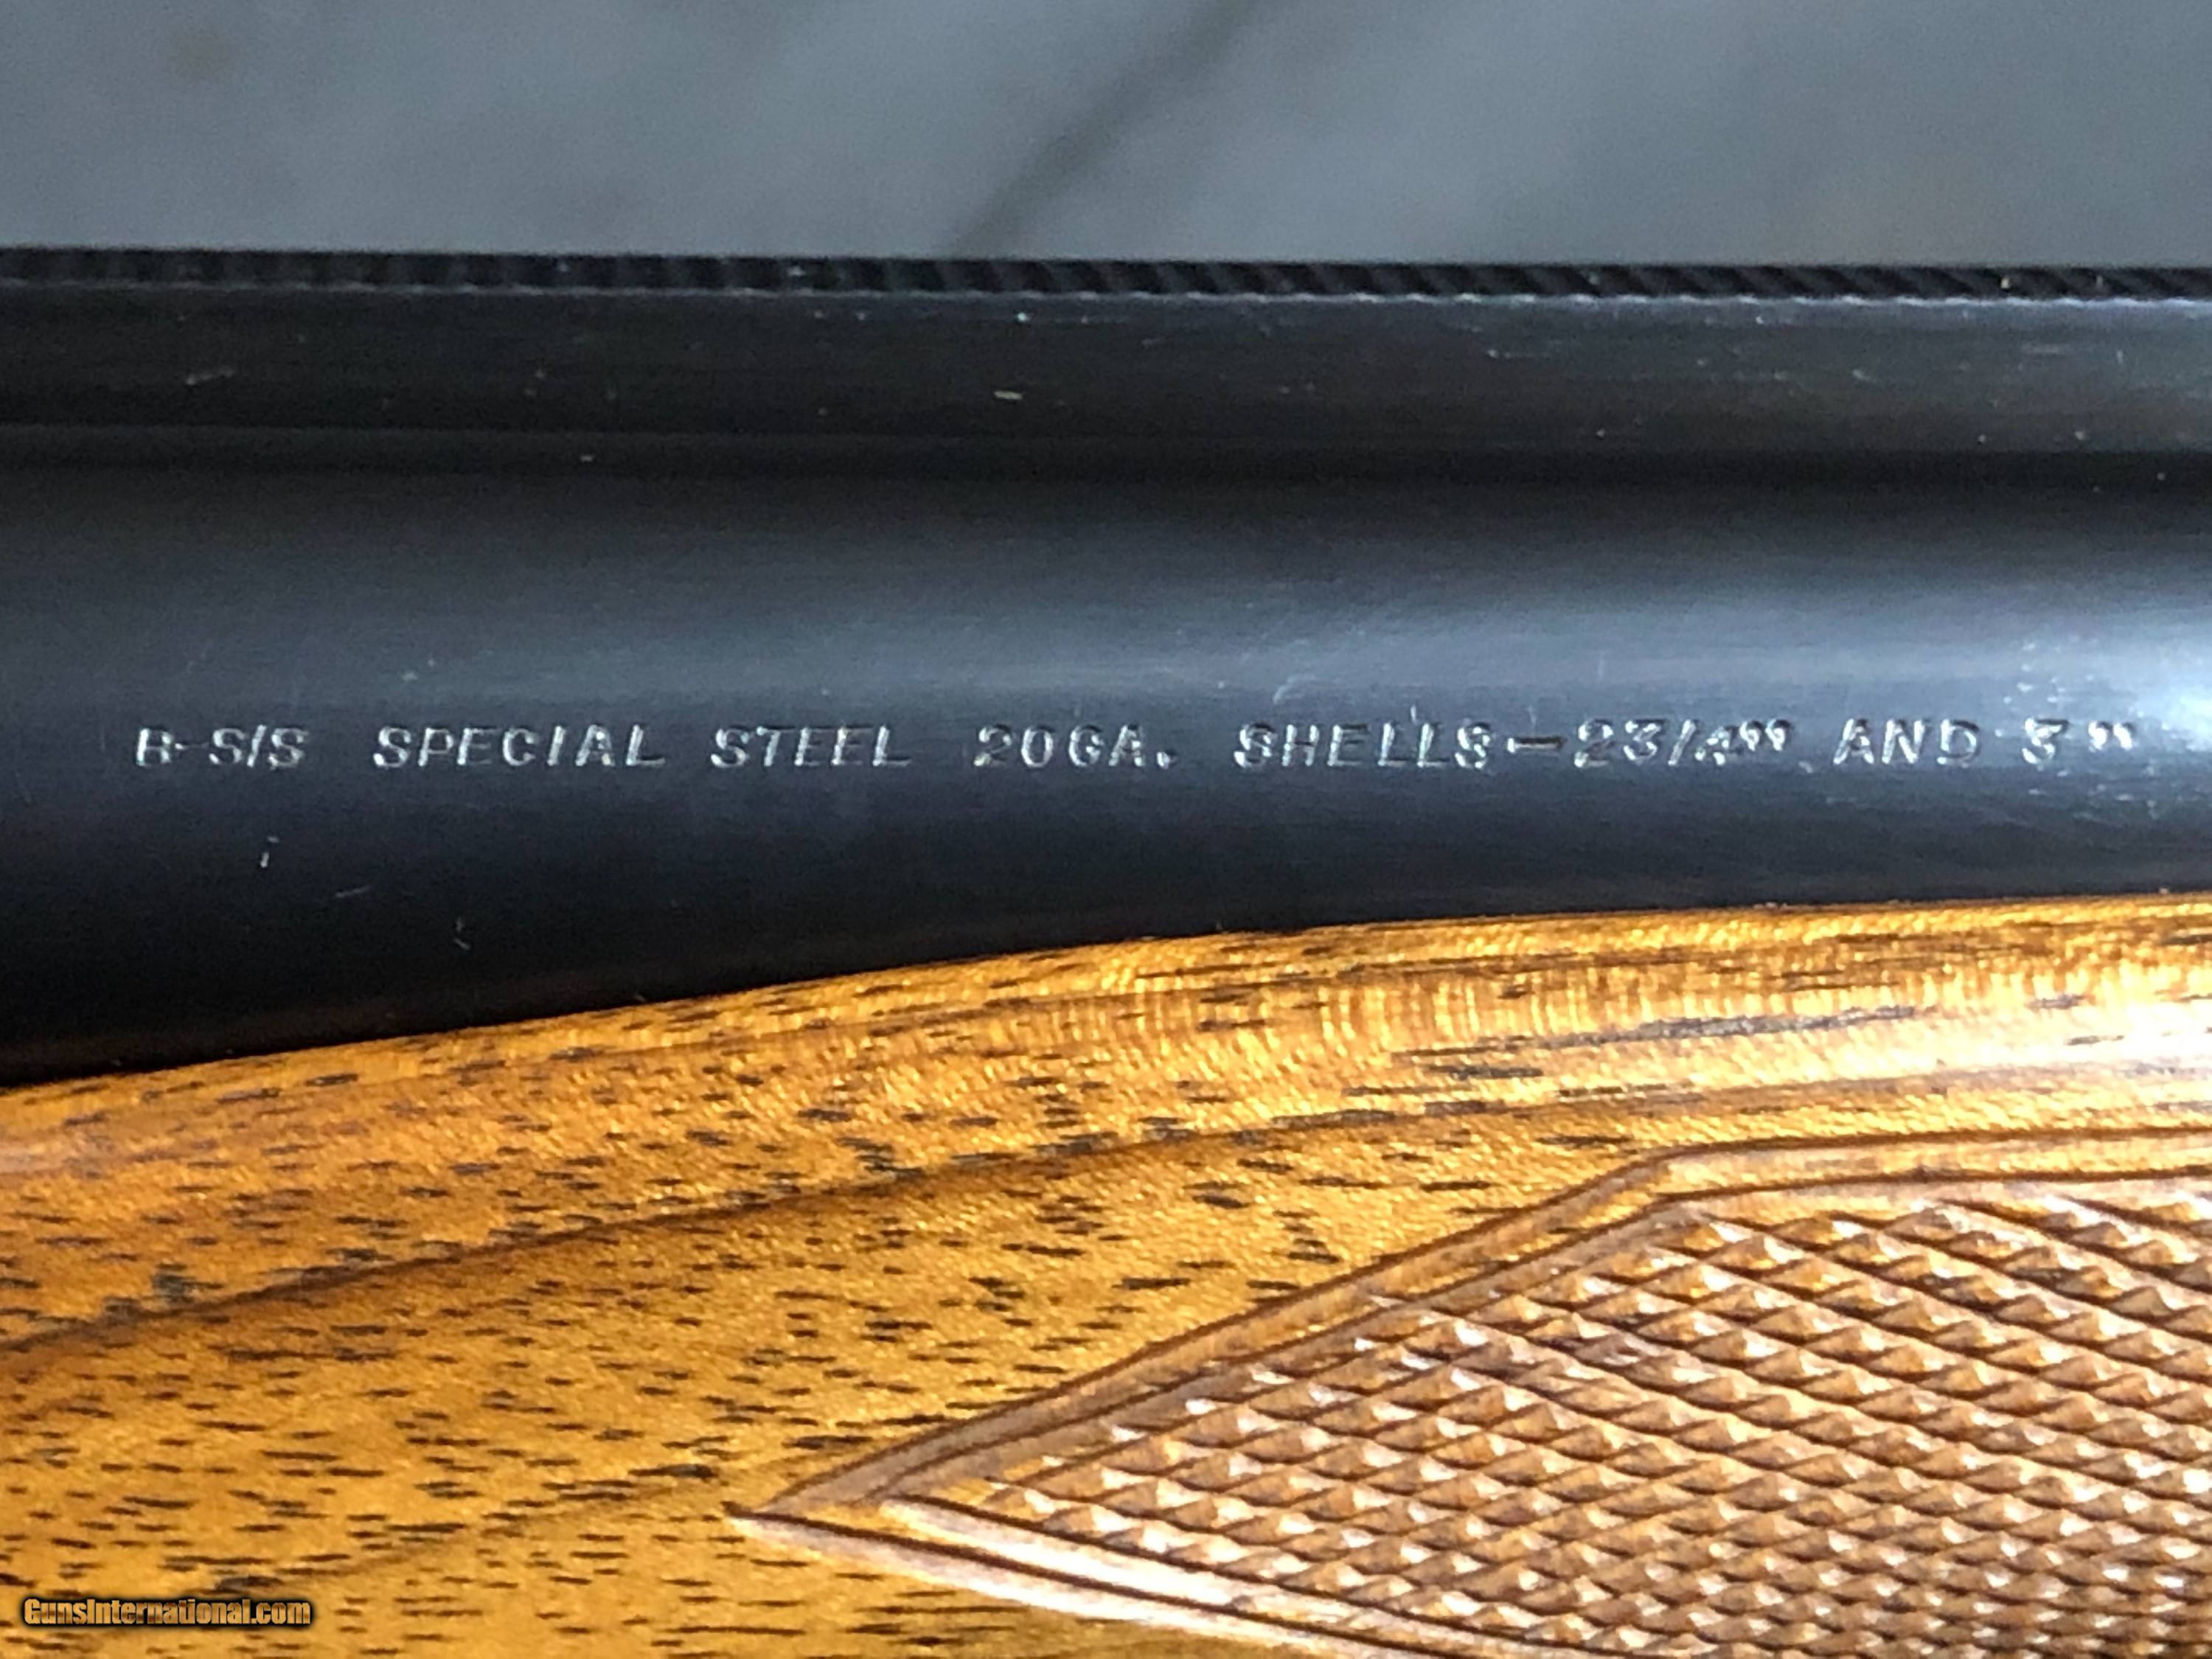 B-S/S SPECIAL STEEL 20GA. SHELLS-23/4" AND 3"
GunsInternational.com